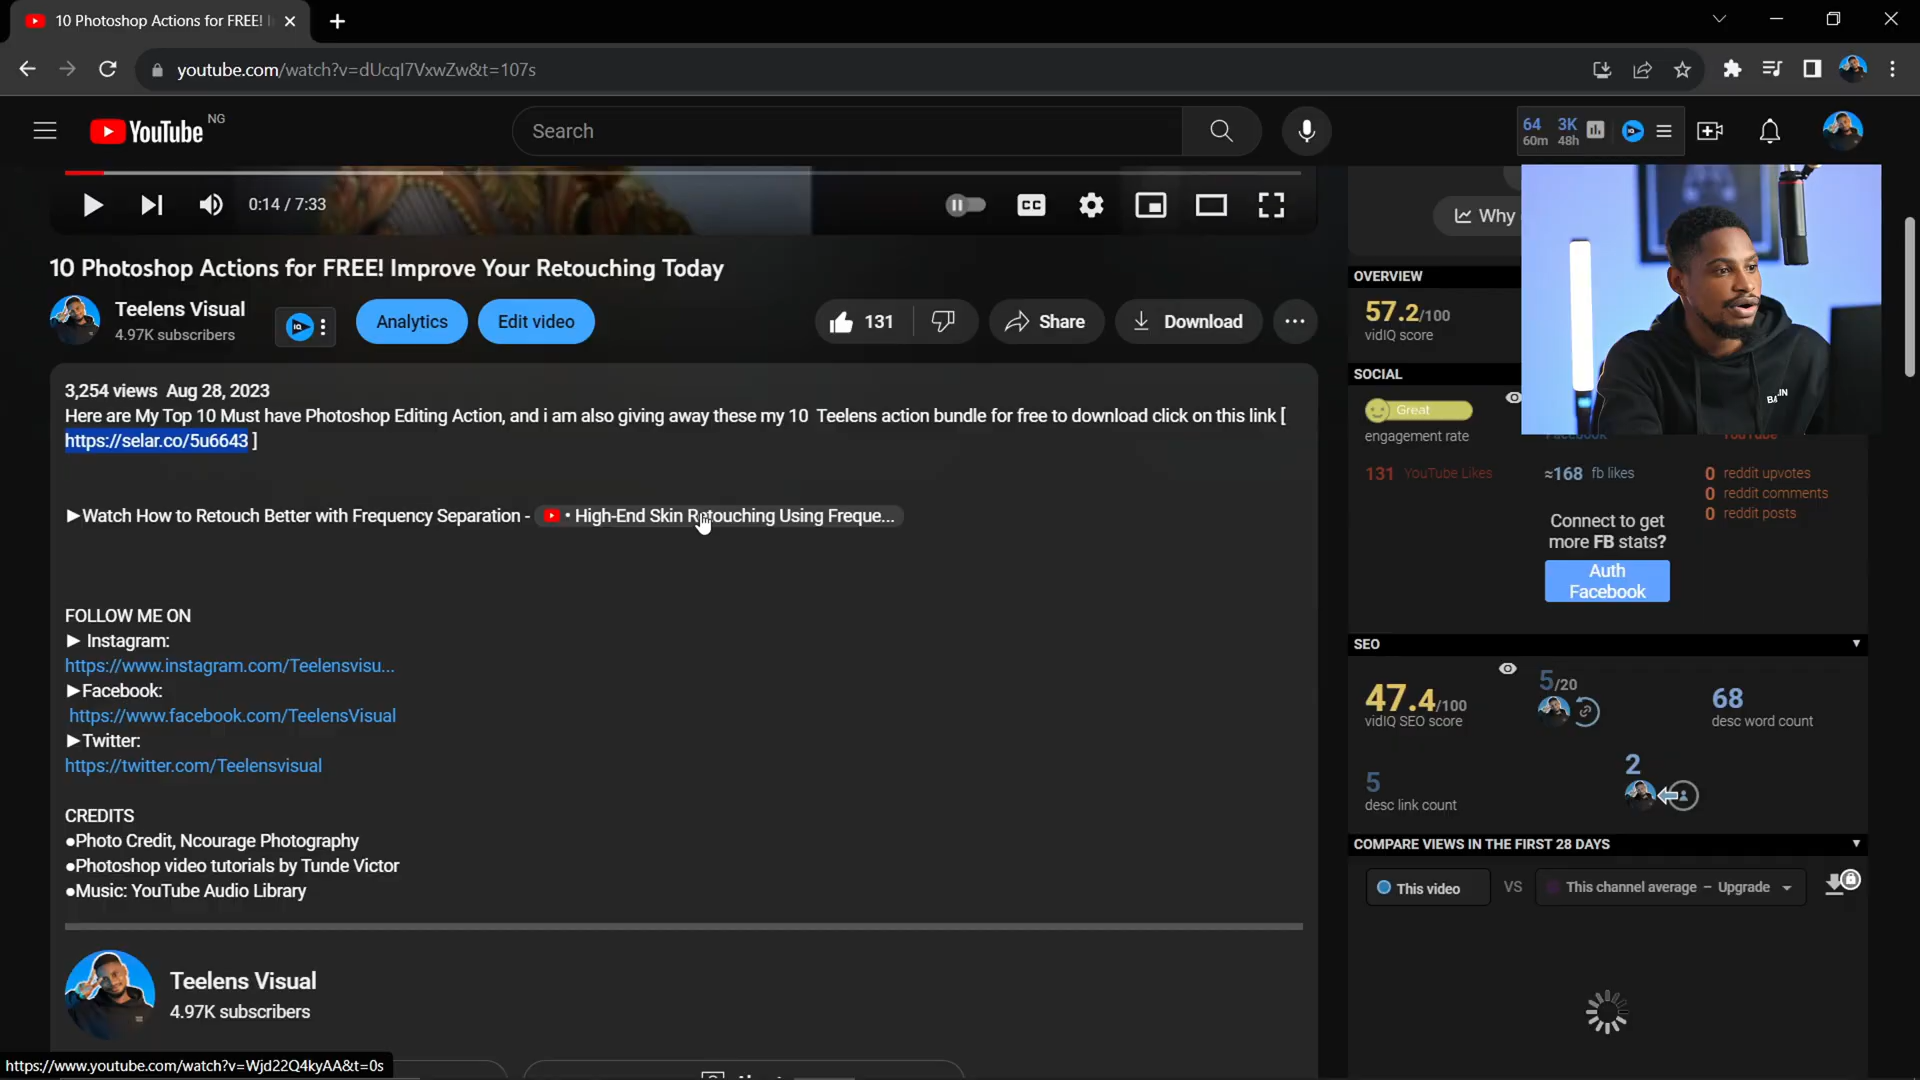 10 Photoshop Actions for FREE!
youtube.com/watch?v=dUcqI7VxwZw&t=107s
YouTube NG
Search
64 3K
60m 48h
0:14 / 7:33
CC
Why
10 Photoshop Actions for FREE! Improve Your Retouching Today
Teelens Visual
4.97K subscribers
IQ
Analytics
Edit video
131
Share
Download
3,254 views Aug 28, 2023
Here are My Top 10 Must have Photoshop Editing Action, and i am also giving away these my 10 Teelens action bundle for free to download click on this link [
https://selar.co/5u6643 ]
▶Watch How to Retouch Better with Frequency Separation - • High-End Skin Retouching Using Freque...
FOLLOW ME ON
▶ Instagram:
https://www.instagram.com/Teelensvisu...
▶Facebook:
https://www.facebook.com/TeelensVisual
▶Twitter:
https://twitter.com/Teelensvisual
CREDITS
●Photo Credit, Ncourage Photography
●Photoshop video tutorials by Tunde Victor
●Music: YouTube Audio Library
Teelens Visual
4.97K subscribers
https://www.youtube.com/watch?v=Wjd22Q4kyAA&t=0s
OVERVIEW
57.2/100
vidIQ score
SOCIAL
Great
engagement rate
131 YouTube Likes
≈168 fb likes
0 reddit upvotes
0 reddit comments
0 reddit posts
Connect to get
more FB stats?
Auth
Facebook
SEO
47.4/100
vidIQ SEO score
5/20
68
desc word count
5
desc link count
2
COMPARE VIEWS IN THE FIRST 28 DAYS
This video
VS
This channel average – Upgrade